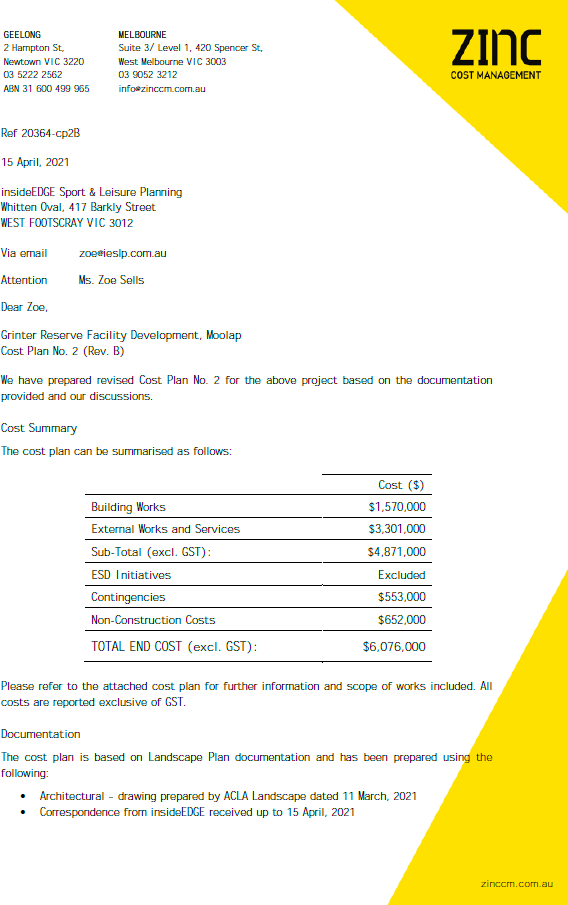 GEELONG
2 Hampton St,
Newtown VIC 3220
03 5222 2562
ABN 31 600 499 965
MELBOURNE
Suite 3/ Level 1, 420 Spencer St,
West Melbourne VIC 3003
03 9052 3212
info@zinccm.com.au
ZINC
COST MANAGEMENT
Ref 20364-cp2B
15 April, 2021
insideEDGE Sport & Leisure Planning
Whitten Oval, 417 Barkly Street
WEST FOOTSCRAY VIC 3012
Via email zoe@ieslp.com.au
Attention Ms. Zoe Sells
Dear Zoe,
Grinter Reserve Facility Development, Moolap
Cost Plan No. 2 (Rev. B)
We have prepared revised Cost Plan No. 2 for the above project based on the documentation
provided and our discussions.
Cost Summary
The cost plan can be summarised as follows:
Cost ($)
Building Works $1,570,000
External Works and Services $3,301,000
Sub-Total (excl. GST): $4,871,000
ESD Initiatives Excluded
Contingencies $553,000
Non-Construction Costs $652,000
TOTAL END COST (excl. GST): $6,076,000
Please refer to the attached cost plan for further information and scope of works included. All
costs are reported exclusive of GST.
Documentation
The cost plan is based on Landscape Plan documentation and has been prepared using the
following:
• Architectural – drawing prepared by ACLA Landscape dated 11 March, 2021
• Correspondence from insideEDGE received up to 15 April, 2021
zinccm.com.au